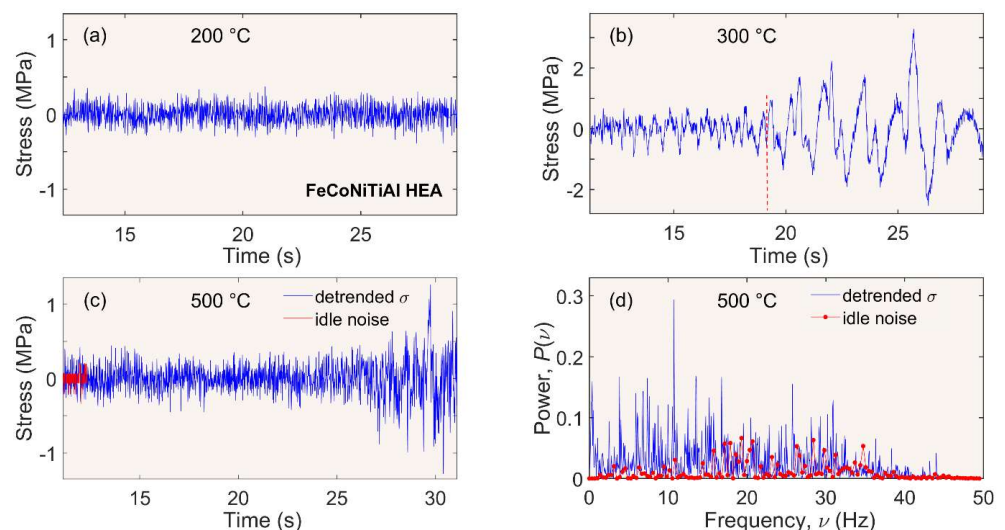 (a) 200 °C
1
0
-1
Stress (MPa)
FeCoNiTiAl HEA
15 20 25
Time (s)
(b) 300 °C
2
0
-2
Stress (MPa)
15 20 25
Time (s)
(c) 500 °C
detrended σ
idle noise
1
0
-1
Stress (MPa)
15 20 25 30
Time (s)
(d) 500 °C
detrended σ
idle noise
0.3
0.2
0.1
0
Power, P(ν)
0 10 20 30 40 50
Frequency, ν (Hz)